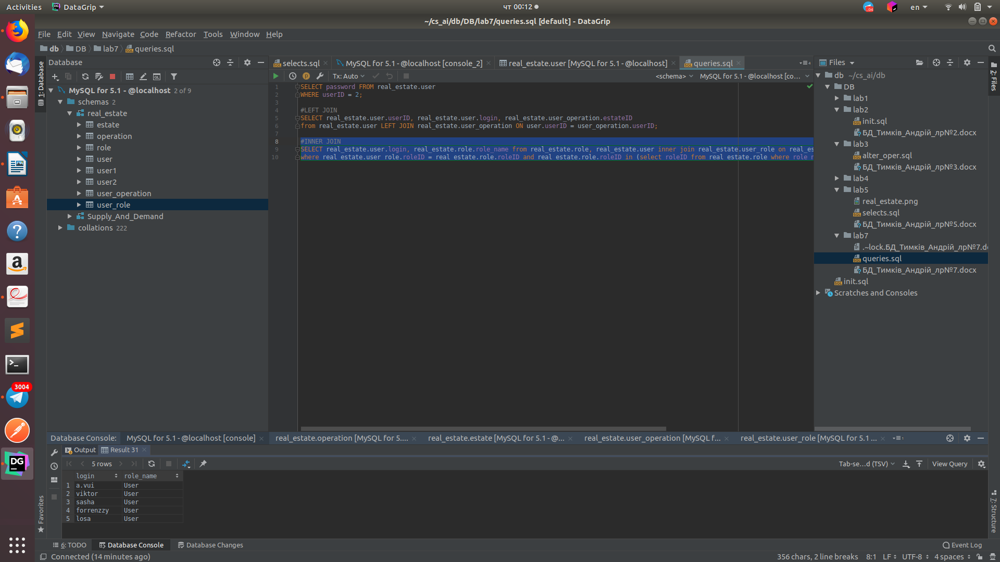 Activities
DataGrip
чт 00:12
en
~/cs_ai/db/DB/lab7/queries.sql [default] - DataGrip
File Edit View Navigate Code Refactor Tools Window Help
db DB lab7 queries.sql
1: Database
Database
MySQL for 5.1 - @localhost 2 of 9
schemas 2
real_estate
estate
operation
role
user
user1
user2
user_operation
user_role
Supply_And_Demand
collations 222
selects.sql
MySQL for 5.1 - @localhost [console_2]
real_estate.user [MySQL for 5.1 - @localhost]
queries.sql
Tx: Auto
<schema>
MySQL for 5.1 - @localhost [co...
1 SELECT password FROM real_estate.user
2 WHERE userID = 2;
3
4 #LEFT JOIN
5 SELECT real_estate.user.userID, real_estate.user.login, real_estate.user_operation.estateID
6 from real_estate.user LEFT JOIN real_estate.user_operation ON user.userID = user_operation.userID;
7
8 #INNER JOIN
9 SELECT real_estate.user.login, real_estate.role.role_name from real_estate.role, real_estate.user inner join real_estate.user_role on real_es
10 where real_estate.user_role.roleID = real_estate.role.roleID and real_estate.role.roleID in (select roleID from real_estate.role where role_n
Files
2: Files
db ~/cs_ai/db
DB
lab1
lab2
init.sql
БД_Тимків_Андрій_лр№2.docx
lab3
alter_oper.sql
БД_Тимків_Андрій_лр№3.docx
lab4
lab5
real_estate.png
selects.sql
БД_Тимків_Андрій_лр№5.docx
lab7
.~lock.БД_Тимків_Андрій_лр№7.do
queries.sql
БД_Тимків_Андрій_лр№7.docx
init.sql
Scratches and Consoles
3004
DG
Database Console:
MySQL for 5.1 - @localhost [console]
real_estate.operation [MySQL for 5....
real_estate.estate [MySQL for 5.1 - @...
real_estate.user_operation [MySQL f...
real_estate.user_role [MySQL for 5.1 ...
Output
Result 31
5 rows
Tab-se...d (TSV)
View Query
login role_name
1 a.vui User
2 viktor User
3 sasha User
4 forrenzzy User
5 losa User
Favorites
7: Structure
6: TODO
Database Console
Database Changes
Event Log
Connected (14 minutes ago)
356 chars, 2 line breaks
8:1
LF
UTF-8
4 spaces